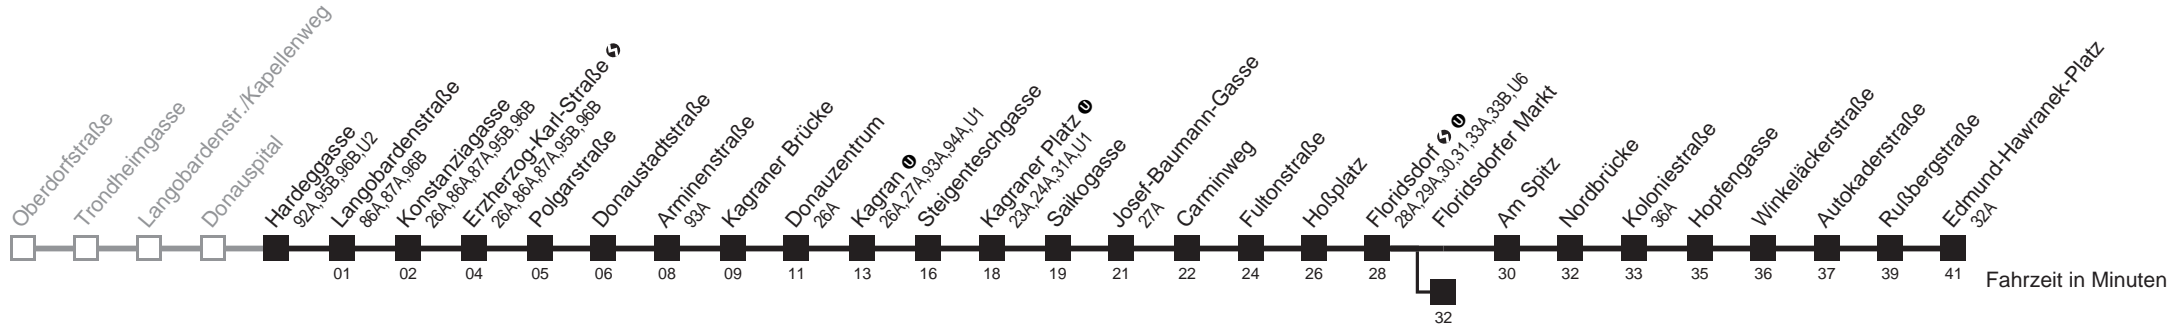 Oberdorfstraße
Trondheimgasse
Langobardenstr./Kapellenweg
Donauspital
Hardeggasse
92A,95B,96B,U2
Langobardenstraße
86A,87A,96B
Konstanziagasse
26A,86A,87A,95B,96B
Erzherzog-Karl-Straße
26A,86A,87A,95B,96B
Polgarstraße
Donaustadtstraße
Arminenstraße
93A
Kagraner Brücke
Donauzentrum
26A
Kagran U
26A,27A,93A,94A,U1
Steigenteschgasse
Kagraner Platz U
23A,24A,31A,U1
Saikogasse
Josef-Baumann-Gasse
27A
Carminweg
Fultonstraße
Hoßplatz
Floridsdorf U
28A,29A,30,31,33A,33B,U6
Floridsdorfer Markt
Am Spitz
Nordbrücke
Koloniestraße
36A
Hopfengasse
Winkeläckerstraße
Autokaderstraße
Rußbergstraße
Edmund-Hawranek-Platz
32A
01 02 04 05 06 08 09 11 13 16 18 19 21 22 24 26 28 30 32 33 35 36 37 39 41
Fahrzeit in Minuten
32